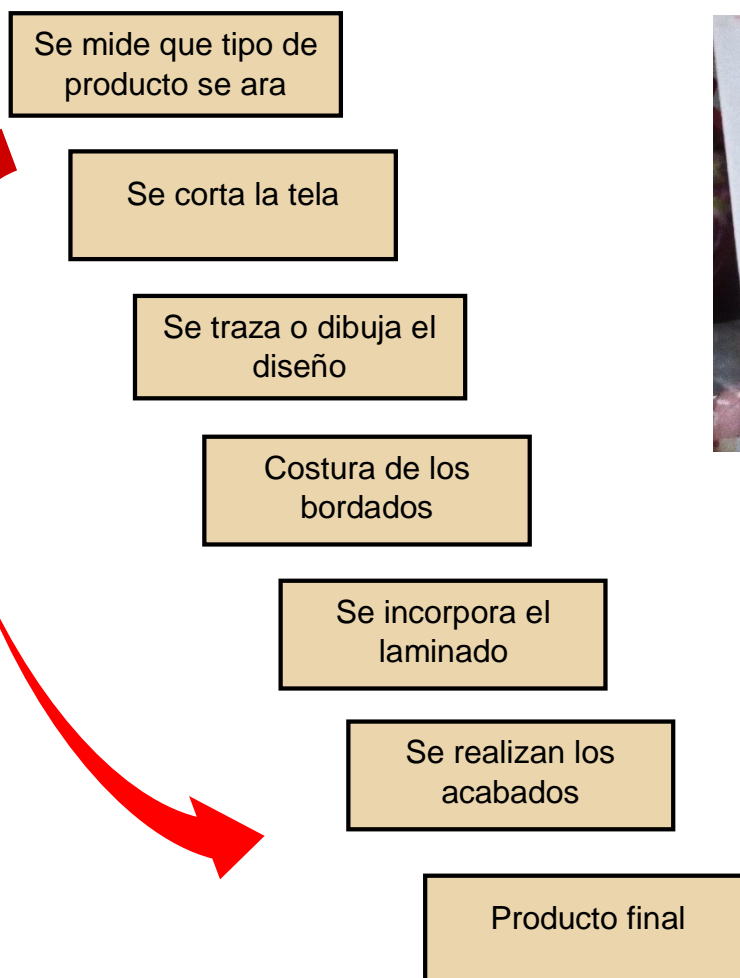 Se mide que tipo de
producto se ara
Se corta la tela
Se traza o dibuja el
diseño
Costura de los
bordados
Se incorpora el
laminado
Se realizan los
acabados
Producto final